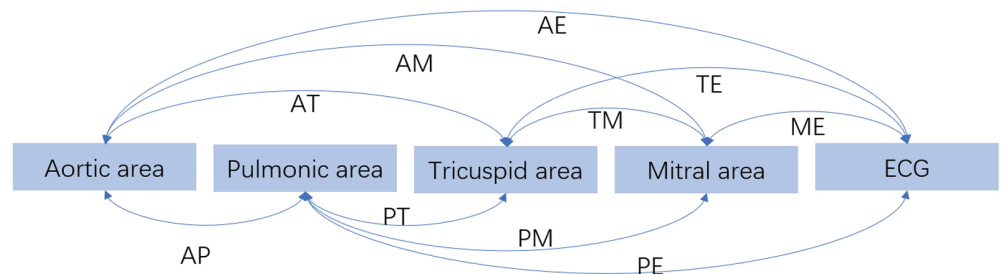 AE
AM
TE
AT
TM
ME
Aortic area
Pulmonic area
Tricuspid area
Mitral area
ECG
PT
PM
AP
PE